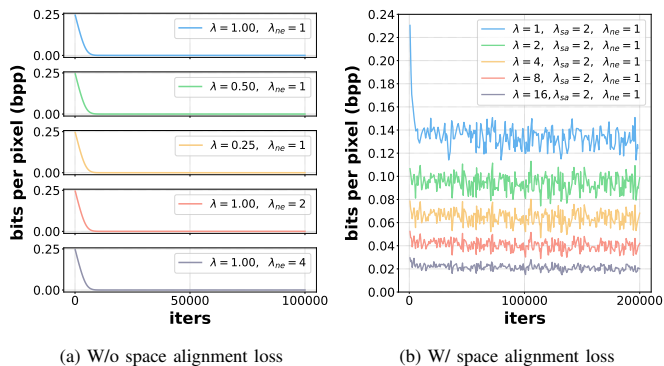 bits per pixel (bpp)
0.25
0.00
λ = 1.00, λne = 1
0.25
0.00
λ = 0.50, λne = 1
0.25
0.00
λ = 0.25, λne = 1
0.25
0.00
λ = 1.00, λne = 2
0.25
0.00
λ = 1.00, λne = 4
0 50000 100000
iters
(a) W/o space alignment loss
bits per pixel (bpp)
0.24
0.22
0.20
0.18
0.16
0.14
0.12
0.10
0.08
0.06
0.04
0.02
0.00
λ = 1, λsa = 2, λne = 1
λ = 2, λsa = 2, λne = 1
λ = 4, λsa = 2, λne = 1
λ = 8, λsa = 2, λne = 1
λ = 16, λsa = 2, λne = 1
0 100000 200000
iters
(b) W/ space alignment loss